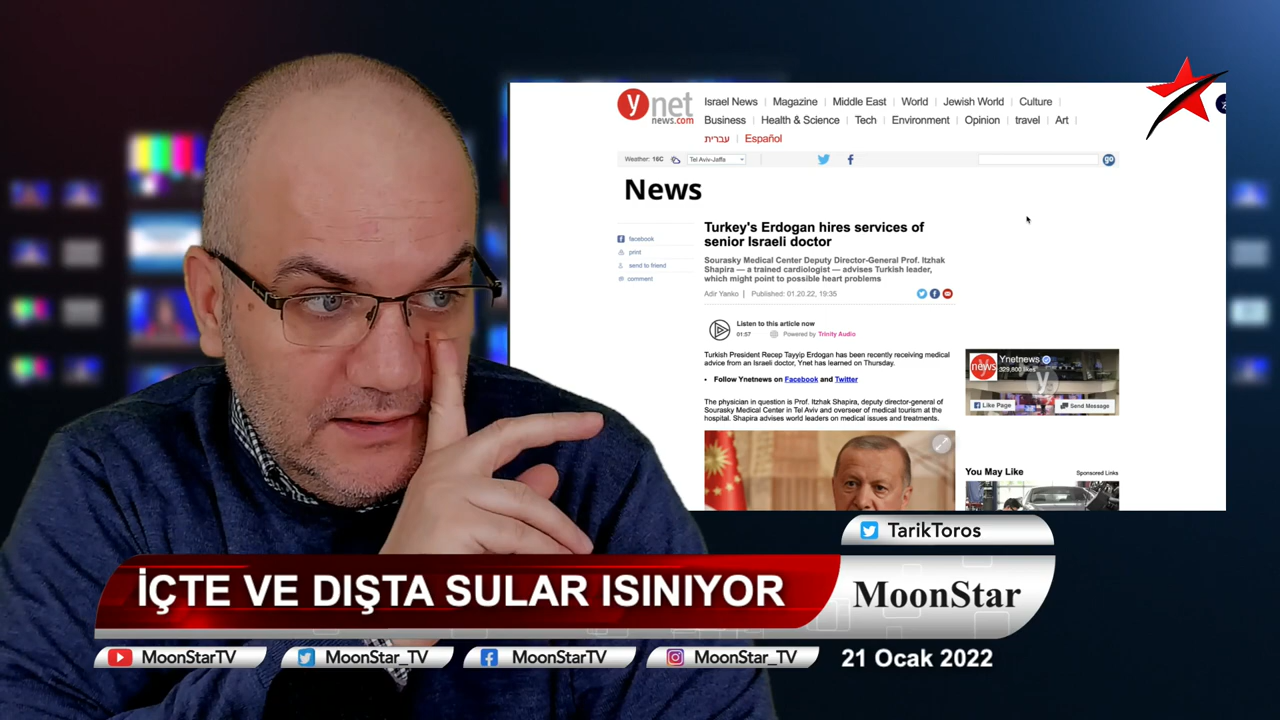 ynet
news.com
Israel News | Magazine | Middle East | World | Jewish World | Culture |
Business | Health & Science | Tech | Environment | Opinion | travel | Art |
עברית | Español
Weather: 16C Tel Aviv-Jaffa go
News
facebook
print
send to friend
comment
Turkey's Erdogan hires services of
senior Israeli doctor
Sourasky Medical Center Deputy Director-General Prof. Itzhak
Shapira — a trained cardiologist — advises Turkish leader,
which might point to possible heart problems
Adir Yanko | Published: 01.20.22, 19:35
Listen to this article now
01:57 Powered by Trinity Audio
Turkish President Recep Tayyip Erdogan has been recently receiving medical
advice from an Israeli doctor, Ynet has learned on Thursday.
• Follow Ynetnews on Facebook and Twitter
The physician in question is Prof. Itzhak Shapira, deputy director-general of
Sourasky Medical Center in Tel Aviv and overseer of medical tourism at the
hospital. Shapira advises world leaders on medical issues and treatments.
Ynetnews
329,800 likes
Like Page
Send Message
You May Like
Sponsored Links
TarikToros
İÇTE VE DIŞTA SULAR ISINIYOR
MoonStar
MoonStarTV
MoonStar_TV
MoonStarTV
MoonStar_TV
21 Ocak 2022